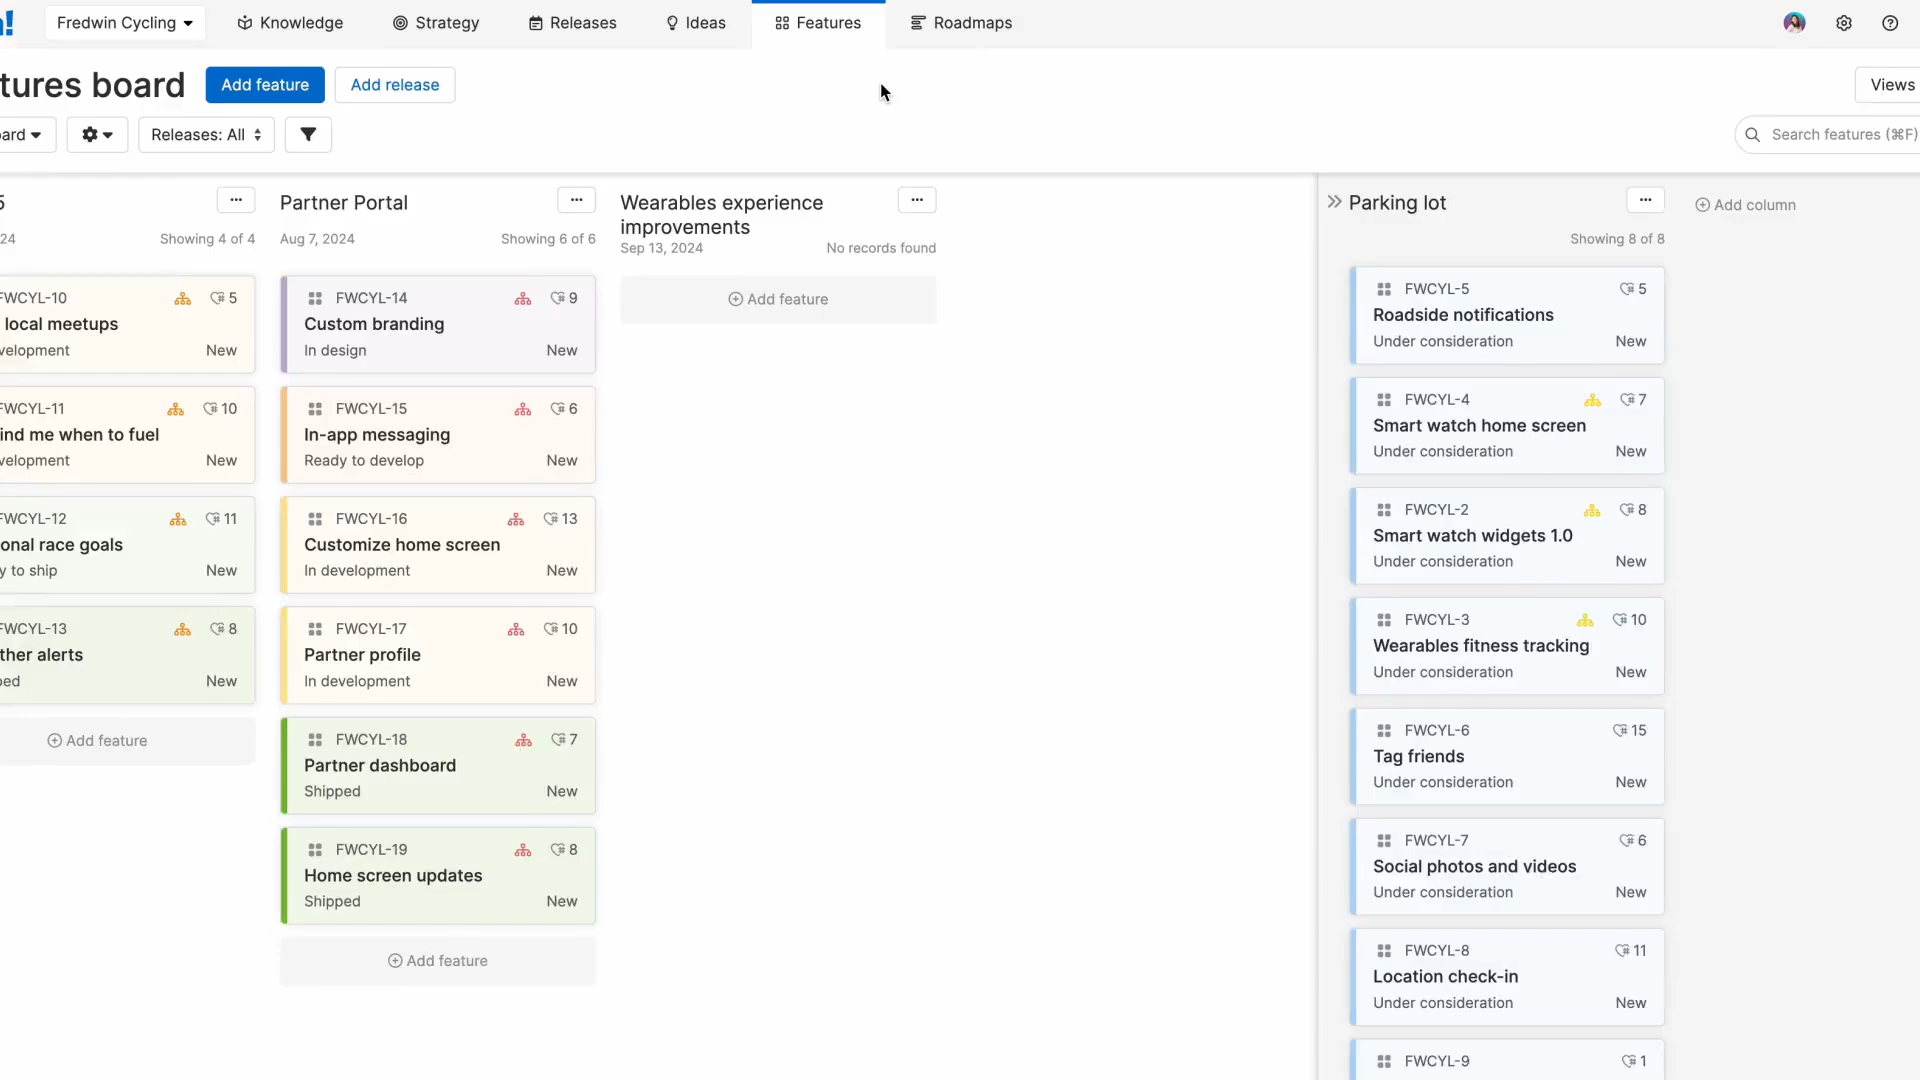 !
Fredwin Cycling
Knowledge
Strategy
Releases
Ideas
Features
Roadmaps
tures board
Add feature
Add release
Views
ard
Releases: All
Search features (⌘F)
5
24
Showing 4 of 4
FWCYL-10
5
local meetups
velopment
New
FWCYL-11
10
ind me when to fuel
velopment
New
FWCYL-12
11
onal race goals
y to ship
New
FWCYL-13
8
ther alerts
ped
New
Add feature
Partner Portal
Aug 7, 2024
Showing 6 of 6
FWCYL-14
9
Custom branding
In design
New
FWCYL-15
6
In-app messaging
Ready to develop
New
FWCYL-16
13
Customize home screen
In development
New
FWCYL-17
10
Partner profile
In development
New
FWCYL-18
7
Partner dashboard
Shipped
New
FWCYL-19
8
Home screen updates
Shipped
New
Add feature
Wearables experience
improvements
Sep 13, 2024
No records found
Add feature
Parking lot
Showing 8 of 8
FWCYL-5
5
Roadside notifications
Under consideration
New
FWCYL-4
7
Smart watch home screen
Under consideration
New
FWCYL-2
8
Smart watch widgets 1.0
Under consideration
New
FWCYL-3
10
Wearables fitness tracking
Under consideration
New
FWCYL-6
15
Tag friends
Under consideration
New
FWCYL-7
6
Social photos and videos
Under consideration
New
FWCYL-8
11
Location check-in
Under consideration
New
FWCYL-9
1
Add column